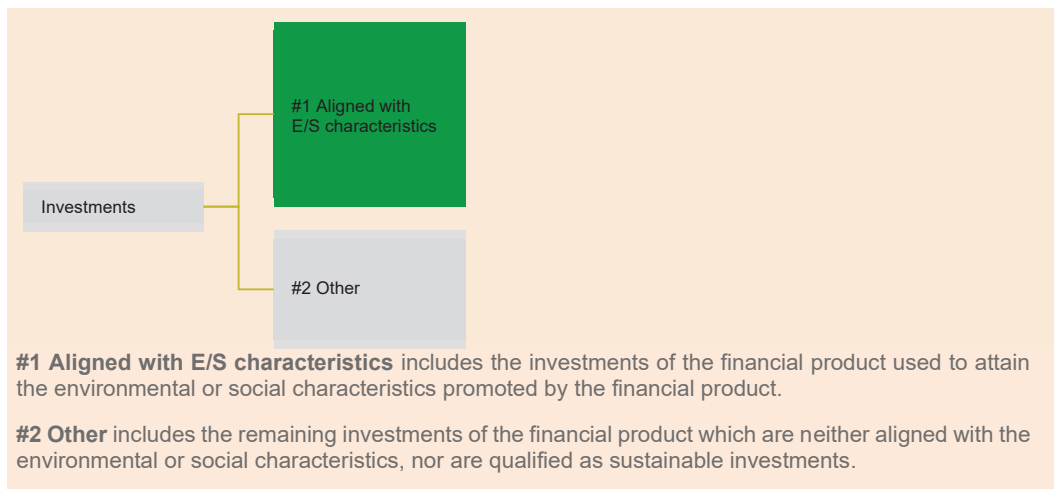 #1 Aligned with
E/S characteristics
Investments
#2 Other
#1 Aligned with E/S characteristics includes the investments of the financial product used to attain
the environmental or social characteristics promoted by the financial product.
#2 Other includes the remaining investments of the financial product which are neither aligned with the
environmental or social characteristics, nor are qualified as sustainable investments.